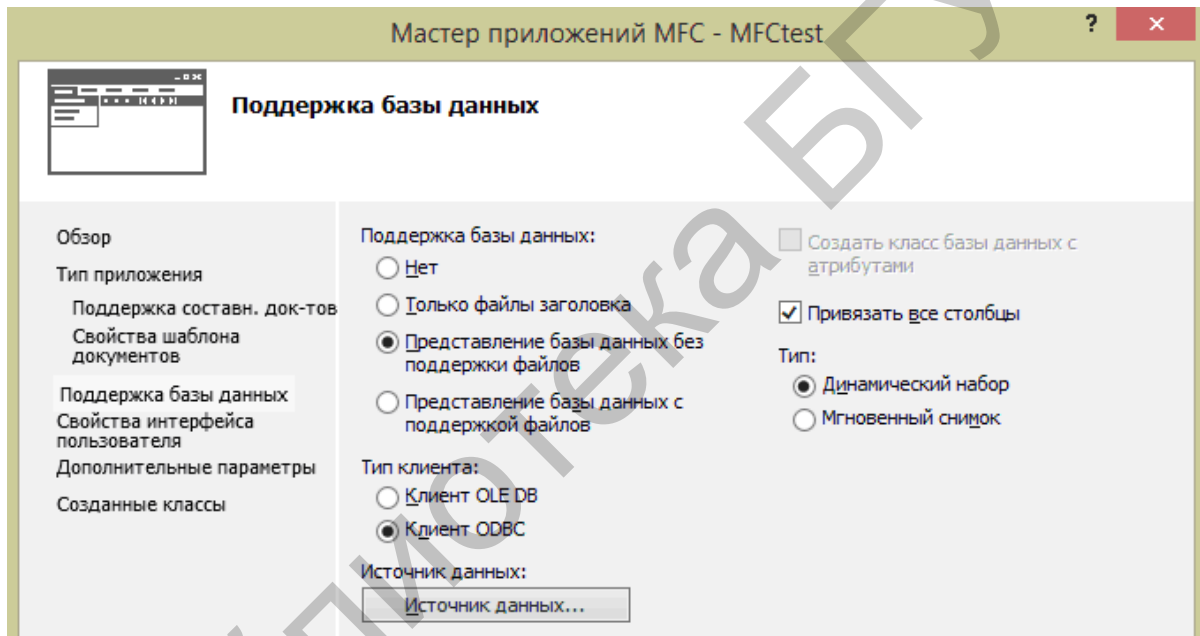 Мастер приложений MFC - MFCtest
?
Поддержка базы данных
Обзор
Тип приложения
Поддержка составн. док-тов
Свойства шаблона
документов
Поддержка базы данных
Свойства интерфейса
пользователя
Дополнительные параметры
Созданные классы
Поддержка базы данных:
Нет
Только файлы заголовка
Представление базы данных без
поддержки файлов
Представление базы данных с
поддержкой файлов
Тип клиента:
Клиент OLE DB
Клиент ODBC
Источник данных:
Источник данных...
Создать класс базы данных с
атрибутами
Привязать все столбцы
Тип:
Динамический набор
Мгновенный снимок
блиотека БГУ